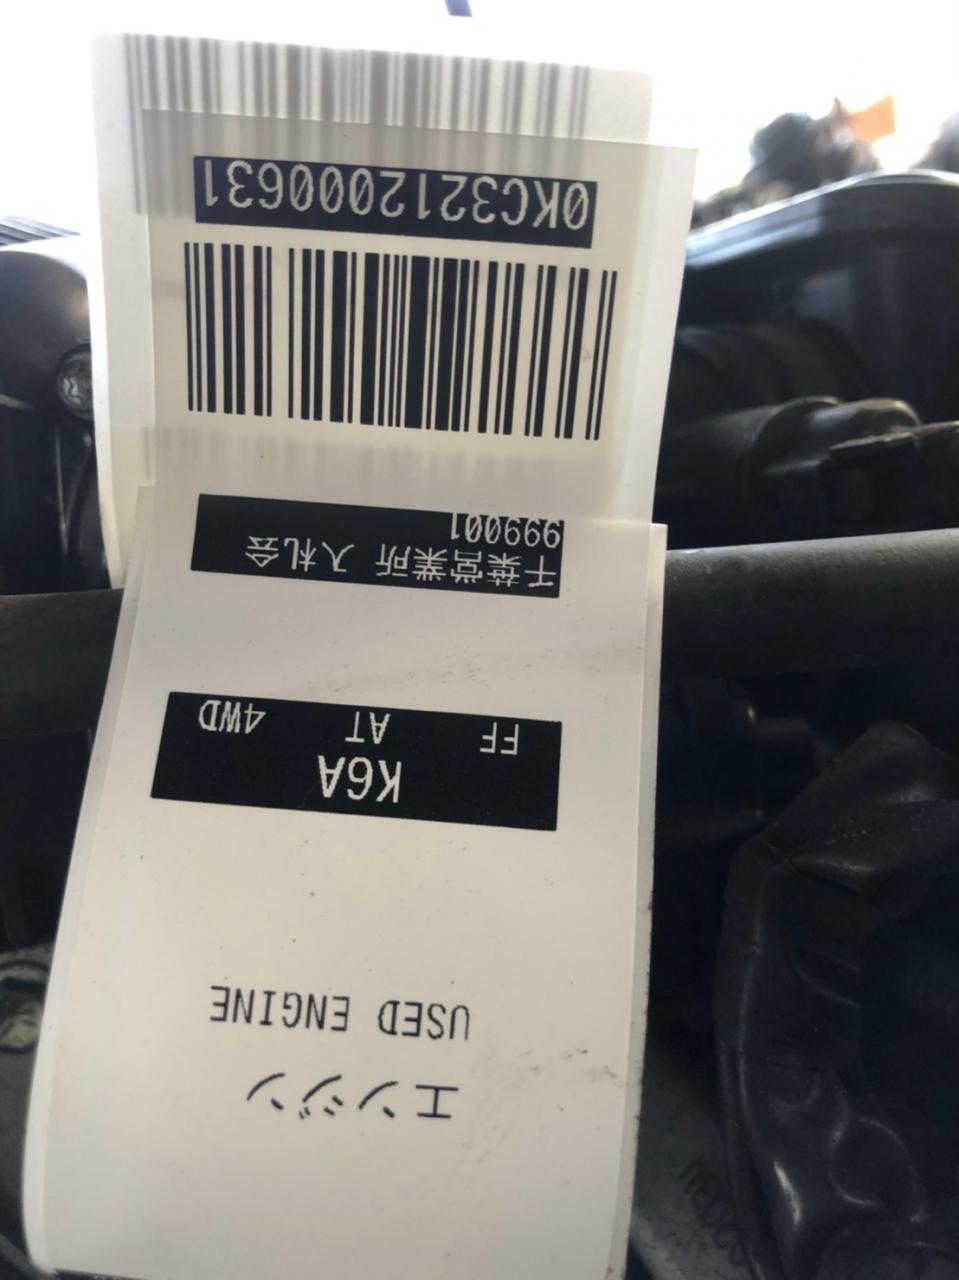 エンジン
USED ENGINE
K6A
FF AT 4WD
千葉営業所 入札会
999001
0KC3212000631